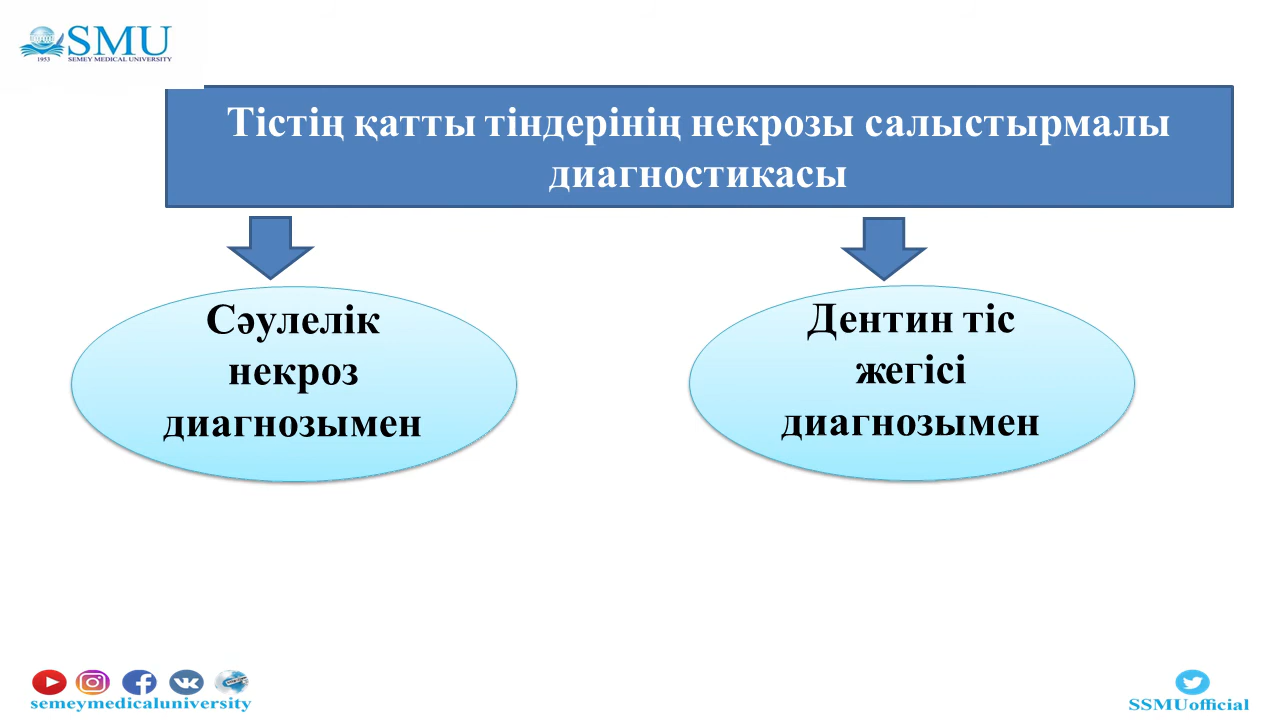 SMU
1953 SEMEY MEDICAL UNIVERSITY
Тістің қатты тіндерінің некрозы салыстырмалы
диагностикасы
Сәулелік
некроз
диагнозымен
Дентин тіс
жегісі
диагнозымен
semeymedicaluniversity
SSMUofficial